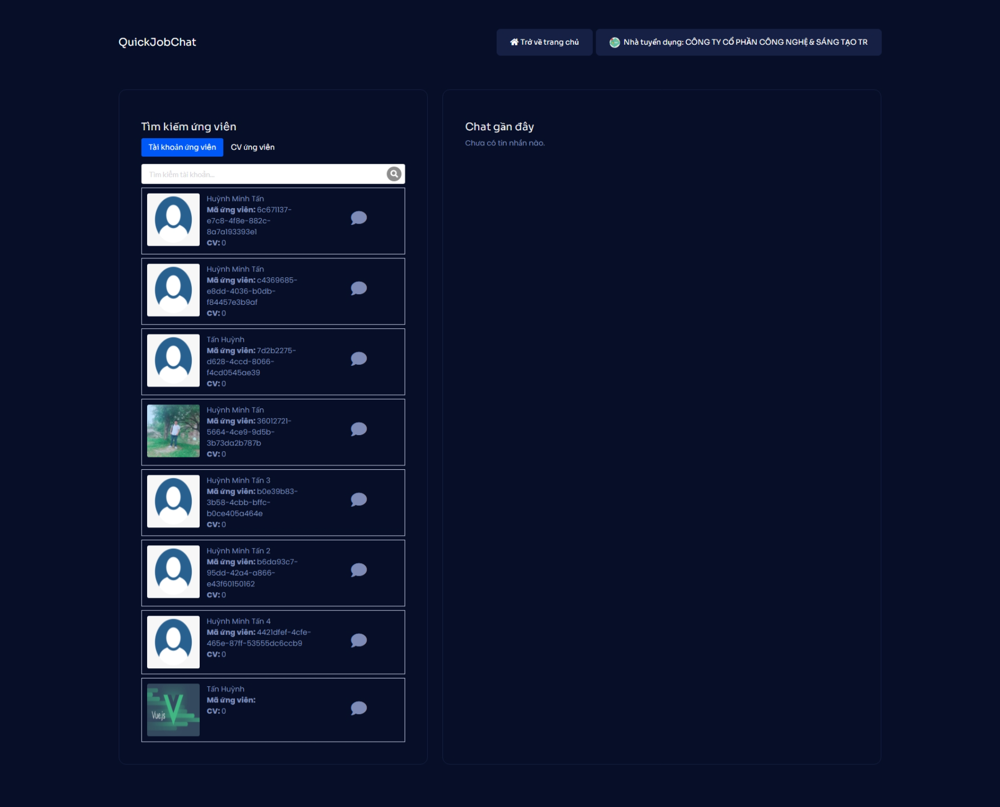 QuickJobChat
Trở về trang chủ
Nhà tuyển dụng: CÔNG TY CỔ PHẦN CÔNG NGHỆ & SÁNG TẠO TR
Tìm kiếm ứng viên
Tài khoản ứng viên
CV ứng viên
Tìm kiếm tài khoản...
Huỳnh Minh Tấn
Mã ứng viên: 6c671137-
e7c8-4f8e-882c-
8a7a193393e1
CV: 0
Huỳnh Minh Tấn
Mã ứng viên: c4369685-
e8dd-4036-b0db-
f84457e3b9af
CV: 0
Tấn Huỳnh
Mã ứng viên: 7d2b2275-
d628-4ccd-8066-
f4cd0545ae39
CV: 0
Huỳnh Minh Tấn
Mã ứng viên: 36012721-
5664-4ce9-9d5b-
3b73da2b787b
CV: 0
Huỳnh Minh Tấn 3
Mã ứng viên: b0e39b83-
3b58-4cbb-bffc-
b0ce405a464e
CV: 0
Huỳnh Minh Tấn 2
Mã ứng viên: b6da93c7-
95dd-42a4-a866-
e43f60150162
CV: 0
Huỳnh Minh Tấn 4
Mã ứng viên: 4421dfef-4cfe-
465e-87ff-53555dc6ccb9
CV: 0
Vue.js
Tấn Huỳnh
Mã ứng viên:
CV: 0
Chat gần đây
Chưa có tin nhắn nào.